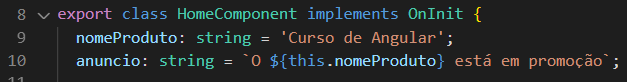 8 export class HomeComponent implements OnInit {
9 nomeProduto: string = 'Curso de Angular';
10 anuncio: string = `O ${this.nomeProduto} está em promoção`;